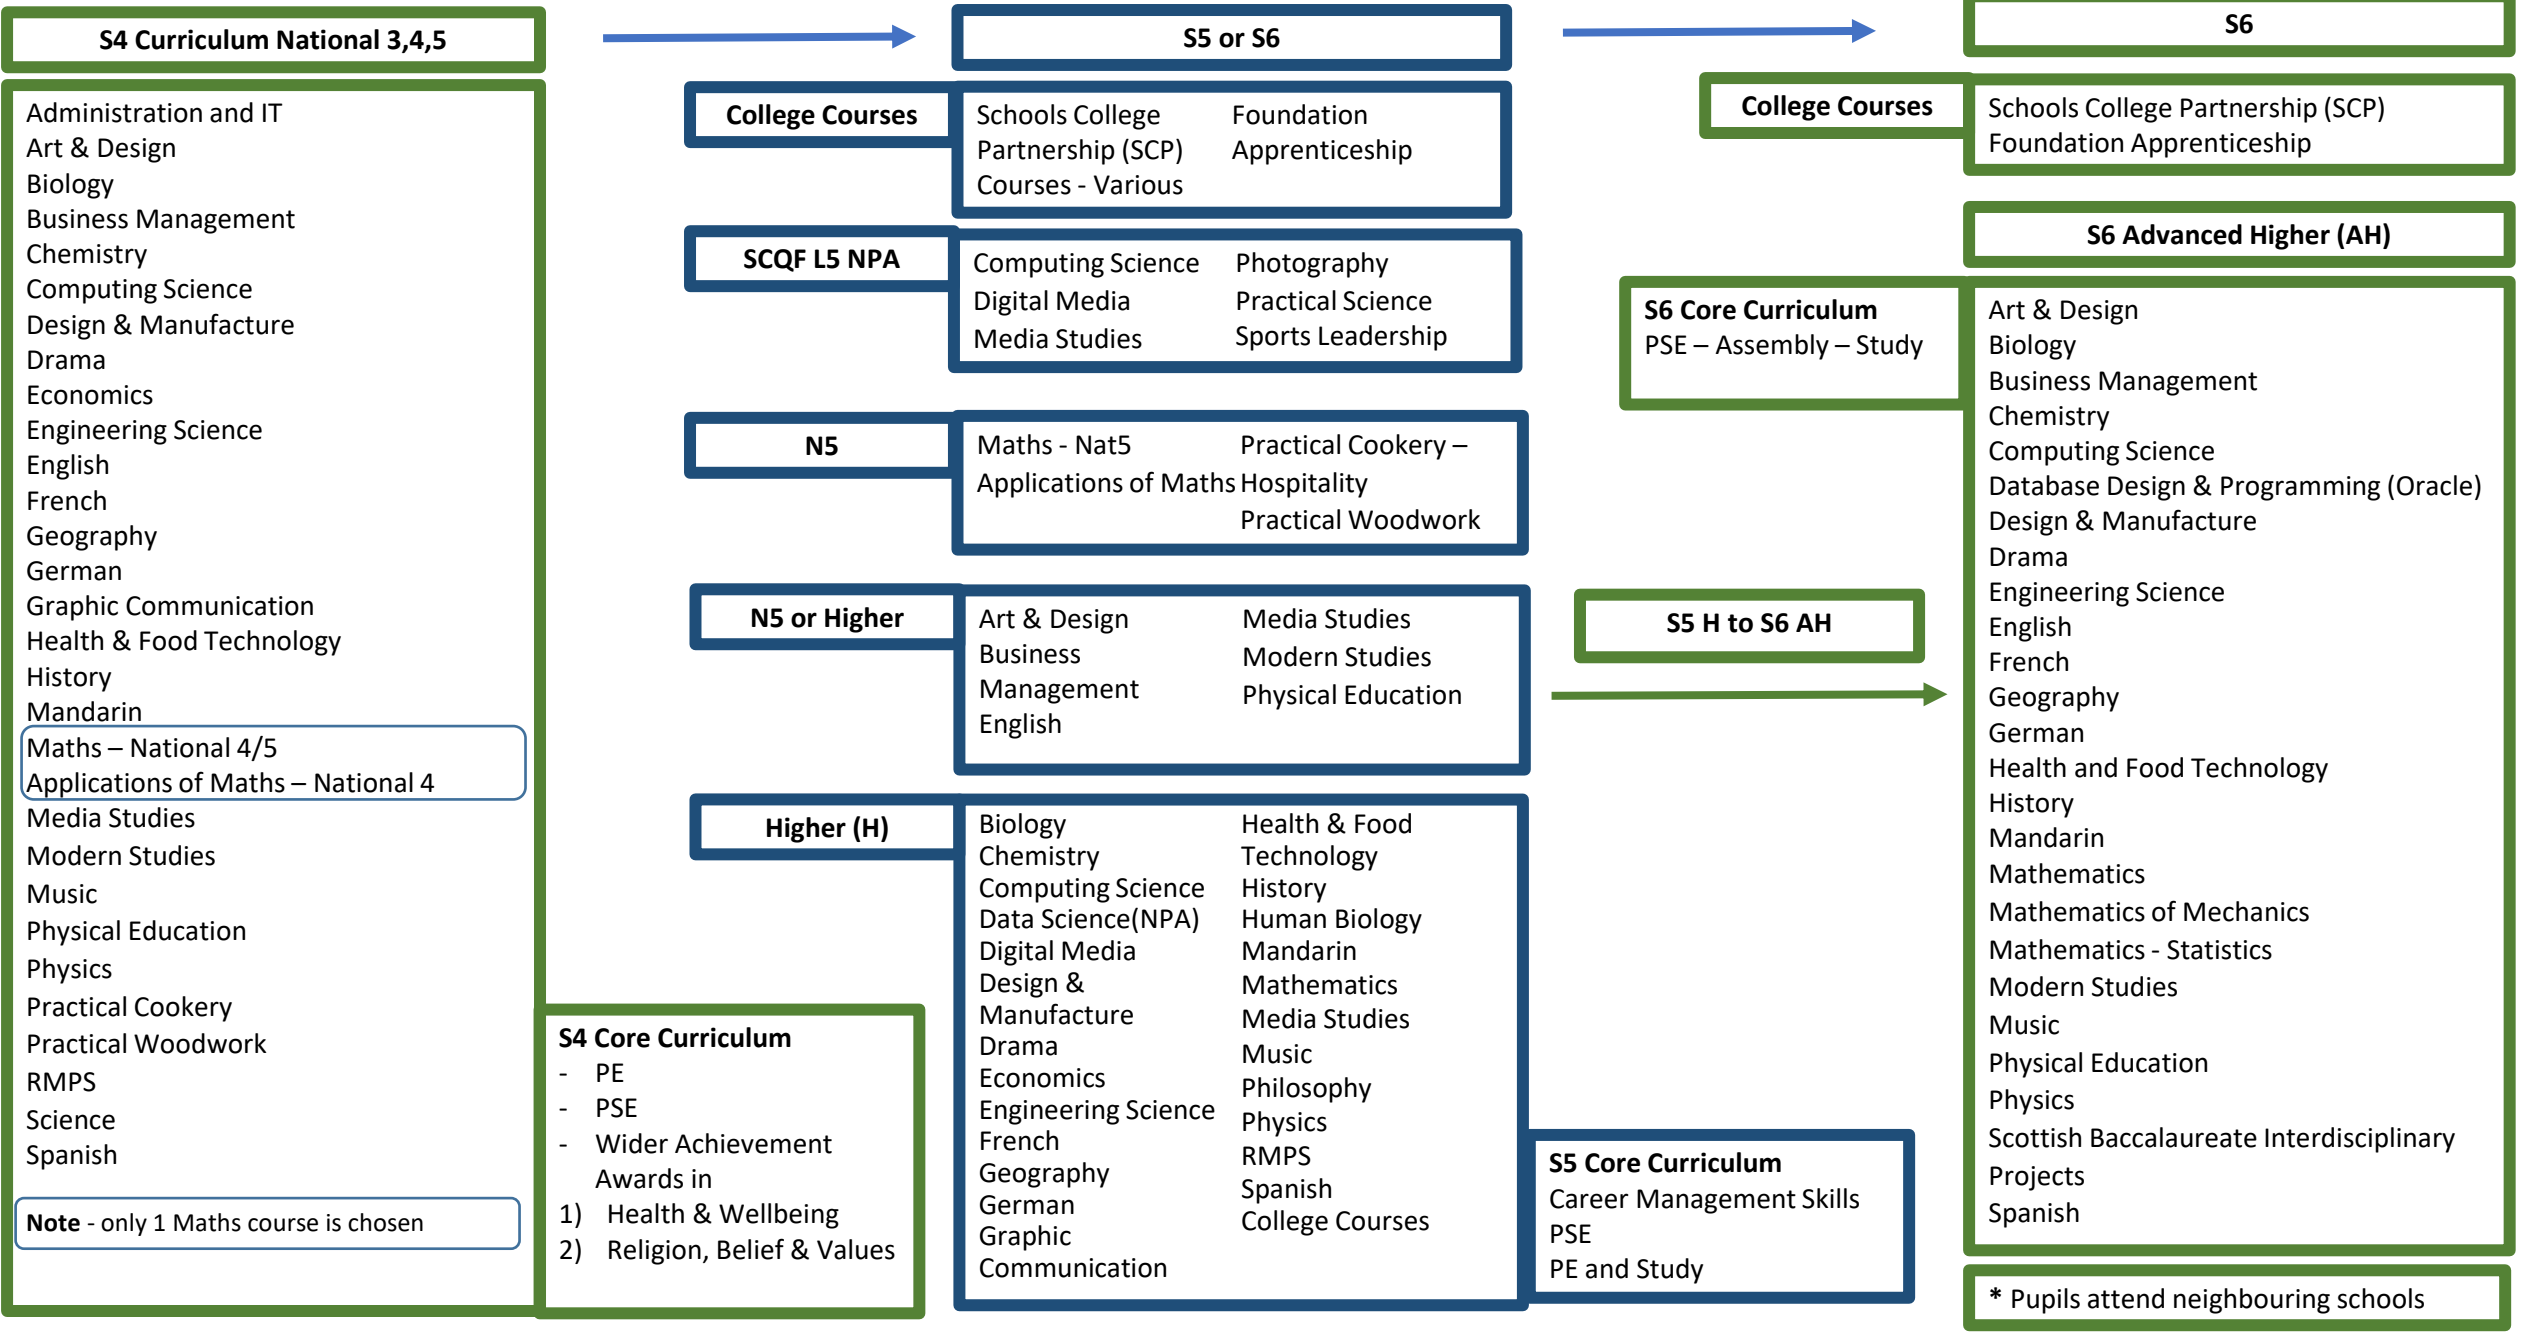 S4 Curriculum National 3,4,5
Administration and IT
Art & Design
Biology
Business Management
Chemistry
Computing Science
Design & Manufacture
Drama
Economics
Engineering Science
English
French
Geography
German
Graphic Communication
Health & Food Technology
History
Mandarin
Maths – National 4/5
Applications of Maths – National 4
Media Studies
Modern Studies
Music
Physical Education
Physics
Practical Cookery
Practical Woodwork
RMPS
Science
Spanish
Note - only 1 Maths course is chosen
S4 Core Curriculum
- PE
- PSE
- Wider Achievement
Awards in
1) Health & Wellbeing
2) Religion, Belief & Values
S5 or S6
College Courses
Schools College
Partnership (SCP)
Courses - Various
Foundation
Apprenticeship
SCQF L5 NPA
Computing Science
Digital Media
Media Studies
Photography
Practical Science
Sports Leadership
N5
Maths - Nat5
Applications of Maths
Practical Cookery –
Hospitality
Practical Woodwork
N5 or Higher
Art & Design
Business
Management
English
Media Studies
Modern Studies
Physical Education
Higher (H)
Biology
Chemistry
Computing Science
Data Science(NPA)
Digital Media
Design &
Manufacture
Drama
Economics
Engineering Science
French
Geography
German
Graphic
Communication
Health & Food
Technology
History
Human Biology
Mandarin
Mathematics
Media Studies
Music
Philosophy
Physics
RMPS
Spanish
College Courses
S5 Core Curriculum
Career Management Skills
PSE
PE and Study
S5 H to S6 AH
S6
College Courses
Schools College Partnership (SCP)
Foundation Apprenticeship
S6 Advanced Higher (AH)
S6 Core Curriculum
PSE – Assembly – Study
Art & Design
Biology
Business Management
Chemistry
Computing Science
Database Design & Programming (Oracle)
Design & Manufacture
Drama
Engineering Science
English
French
Geography
German
Health and Food Technology
History
Mandarin
Mathematics
Mathematics of Mechanics
Mathematics - Statistics
Modern Studies
Music
Physical Education
Physics
Scottish Baccalaureate Interdisciplinary
Projects
Spanish
* Pupils attend neighbouring schools